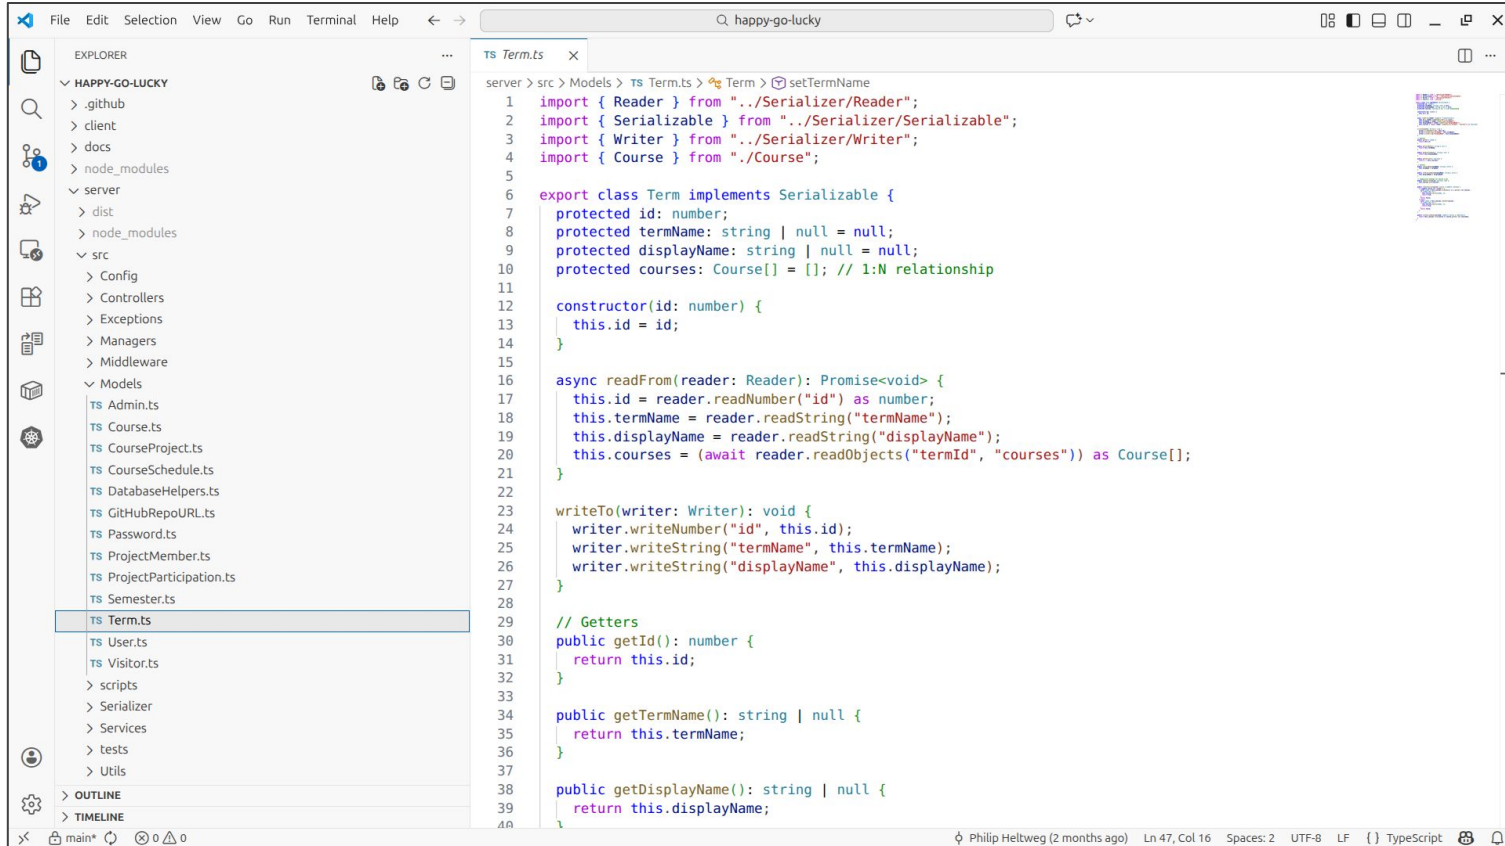 File Edit Selection View Go Run Terminal Help
happy-go-lucky
EXPLORER
HAPPY-GO-LUCKY
.github
client
docs
node_modules
server
dist
node_modules
src
Config
Controllers
Exceptions
Managers
Middleware
Models
TS Admin.ts
TS Course.ts
TS CourseProject.ts
TS CourseSchedule.ts
TS DatabaseHelpers.ts
TS GitHubRepoURL.ts
TS Password.ts
TS ProjectMember.ts
TS ProjectParticipation.ts
TS Semester.ts
TS Term.ts
TS User.ts
TS Visitor.ts
scripts
Serializer
Services
tests
Utils
OUTLINE
TIMELINE
1
TS Term.ts
server > src > Models > TS Term.ts > Term > setTermName
1 import { Reader } from "../Serializer/Reader";
2 import { Serializable } from "../Serializer/Serializable";
3 import { Writer } from "../Serializer/Writer";
4 import { Course } from "./Course";
5
6 export class Term implements Serializable {
7 protected id: number;
8 protected termName: string | null = null;
9 protected displayName: string | null = null;
10 protected courses: Course[] = []; // 1:N relationship
11
12 constructor(id: number) {
13 this.id = id;
14 }
15
16 async readFrom(reader: Reader): Promise<void> {
17 this.id = reader.readNumber("id") as number;
18 this.termName = reader.readString("termName");
19 this.displayName = reader.readString("displayName");
20 this.courses = (await reader.readObjects("termId", "courses")) as Course[];
21 }
22
23 writeTo(writer: Writer): void {
24 writer.writeNumber("id", this.id);
25 writer.writeString("termName", this.termName);
26 writer.writeString("displayName", this.displayName);
27 }
28
29 // Getters
30 public getId(): number {
31 return this.id;
32 }
33
34 public getTermName(): string | null {
35 return this.termName;
36 }
37
38 public getDisplayName(): string | null {
39 return this.displayName;
40 }
main* 0 0
Philip Heltweg (2 months ago) Ln 47, Col 16 Spaces: 2 UTF-8 LF { } TypeScript